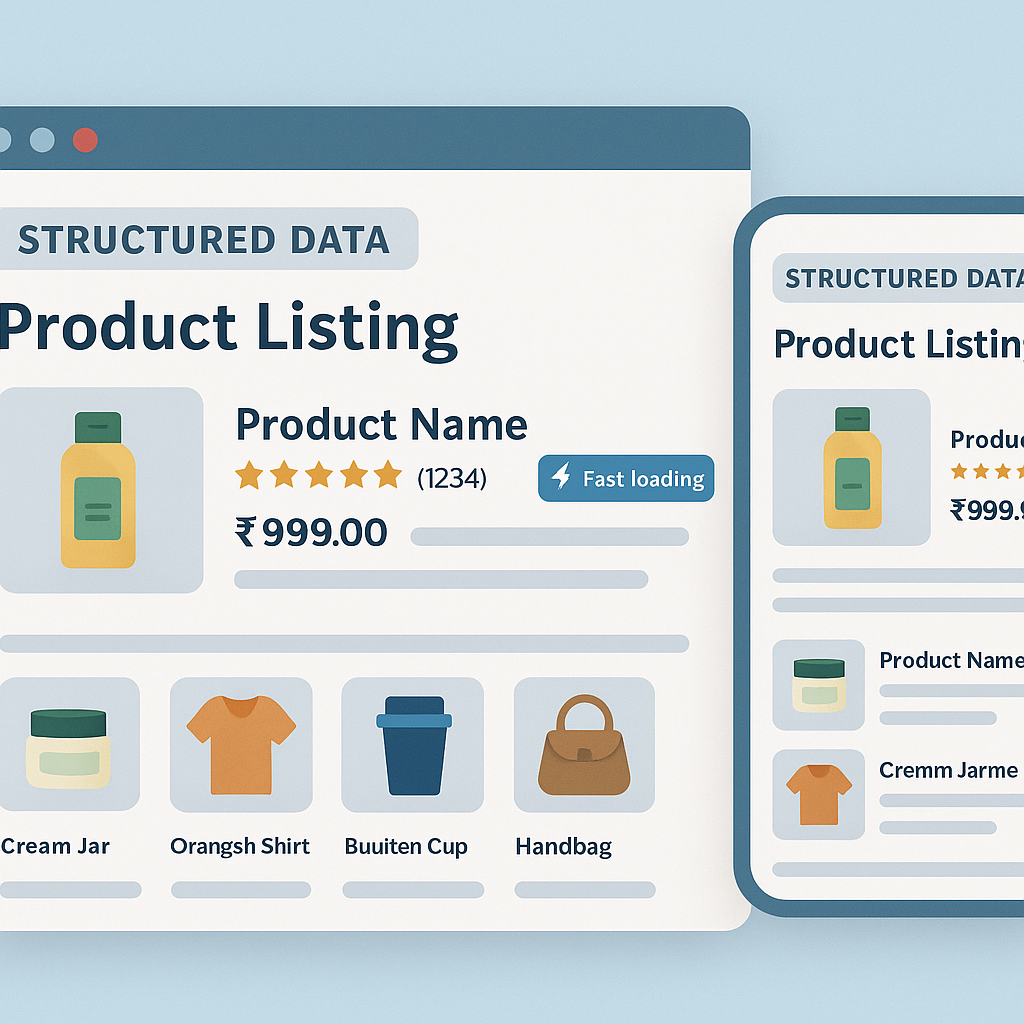 STRUCTURED DATA
Product Listing
Product Name
(1234)
Fast loading
₹999.00
Cream Jar
Orangsh Shirt
Buuiten Cup
Handbag
STRUCTURED DATA
Product Listin
Produc
₹999.9
Product Name
Cremm Jarme